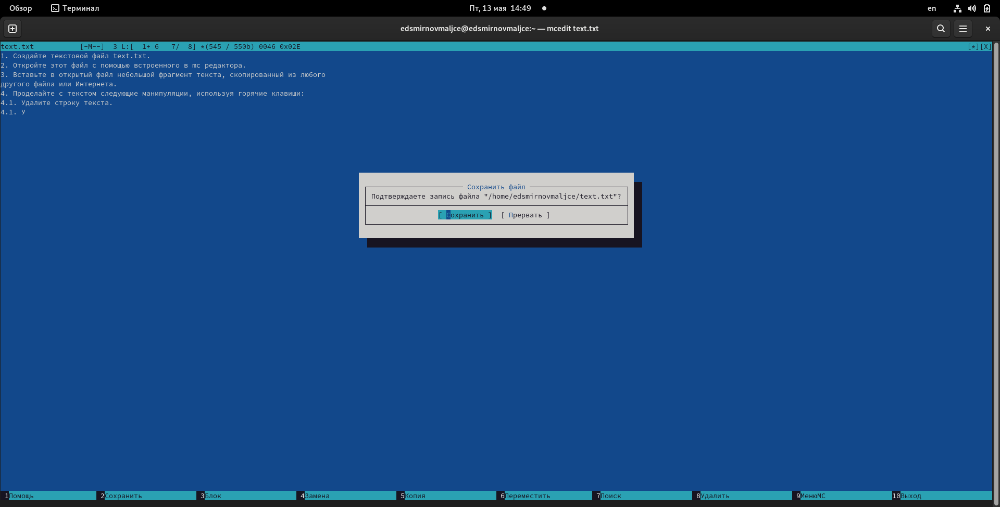 Обзор Терминал Пт, 13 мая 14:49 en
edsmirnovmaljce@edsmirnovmaljce:~ — mcedit text.txt
text.txt [-M--] 3 L:[ 1+ 6 7/ 8] *(545 / 550b) 0046 0x02E [*][X]
1. Создайте текстовой файл text.txt.
2. Откройте этот файл с помощью встроенного в mc редактора.
3. Вставьте в открытый файл небольшой фрагмент текста, скопированный из любого
другого файла или Интернета.
4. Проделайте с текстом следующие манипуляции, используя горячие клавиши:
4.1. Удалите строку текста.
4.1. У
Сохранить файл
Подтверждаете запись файла "/home/edsmirnovmaljce/text.txt"?
[ Сохранить ] [ Прервать ]
1Помощь 2Сохранить 3Блок 4Замена 5Копия 6Переместить 7Поиск 8Удалить 9МенюMC 10Выход